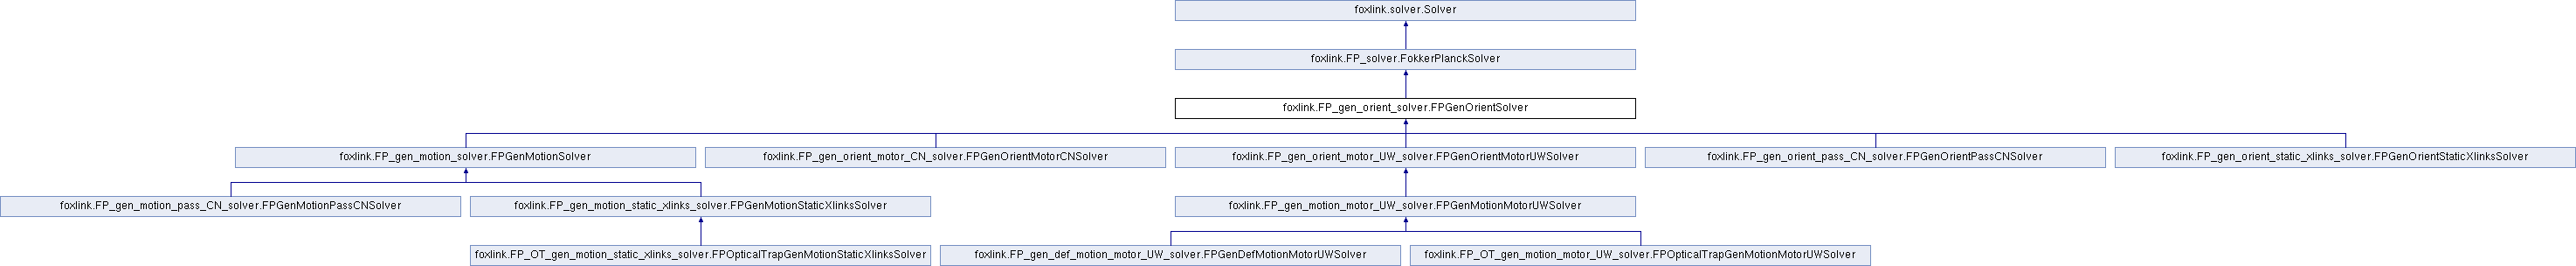 foxlink.solver.Solver
foxlink.FP_solver.FokkerPlanckSolver
foxlink.FP_gen_orient_solver.FPGenOrientSolver
foxlink.FP_gen_motion_solver.FPGenMotionSolver
foxlink.FP_gen_orient_motor_CN_solver.FPGenOrientMotorCNSolver
foxlink.FP_gen_orient_motor_UW_solver.FPGenOrientMotorUWSolver
foxlink.FP_gen_orient_pass_CN_solver.FPGenOrientPassCNSolver
foxlink.FP_gen_orient_static_xlinks_solver.FPGenOrientStaticXlinksSolver
foxlink.FP_gen_motion_pass_CN_solver.FPGenMotionPassCNSolver
foxlink.FP_gen_motion_static_xlinks_solver.FPGenMotionStaticXlinksSolver
foxlink.FP_gen_motion_motor_UW_solver.FPGenMotionMotorUWSolver
foxlink.FP_OT_gen_motion_static_xlinks_solver.FPOpticalTrapGenMotionStaticXlinksSolver
foxlink.FP_gen_def_motion_motor_UW_solver.FPGenDefMotionMotorUWSolver
foxlink.FP_OT_gen_motion_motor_UW_solver.FPOpticalTrapGenMotionMotorUWSolver